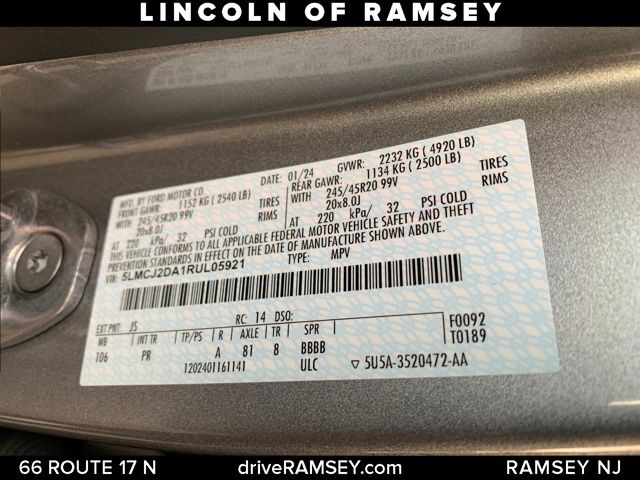 LINCOLN OF RAMSEY
MFD. BY FORD MOTOR CO.
DATE: 01/24 GVWR: 2232 KG ( 4920 LB)
FRONT GAWR: 1152 KG ( 2540 LB)
REAR GAWR: 1134 KG ( 2500 LB)
WITH 245/45R20 99V TIRES
WITH 245/45R20 99V TIRES
20x8.0J RIMS
20x8.0J RIMS
AT 220 kPa/ 32 PSI COLD
AT 220 kPa/ 32 PSI COLD
THIS VEHICLE CONFORMS TO ALL APPLICABLE FEDERAL MOTOR VEHICLE SAFETY AND THEFT
PREVENTION STANDARDS IN EFFECT ON THE DATE OF MANUFACTURE SHOWN ABOVE.
VIN: 5LMCJ2DA1RUL05921
TYPE: MPV
EXT PNT: JS RC: 14 DSO: F0092
WB INT TR TP/PS R AXLE TR SPR T0189
106 PR A 81 8 BBBB
1202401161141 ULC ▽ 5U5A-3520472-AA
66 ROUTE 17 N driveRAMSEY.com RAMSEY NJ